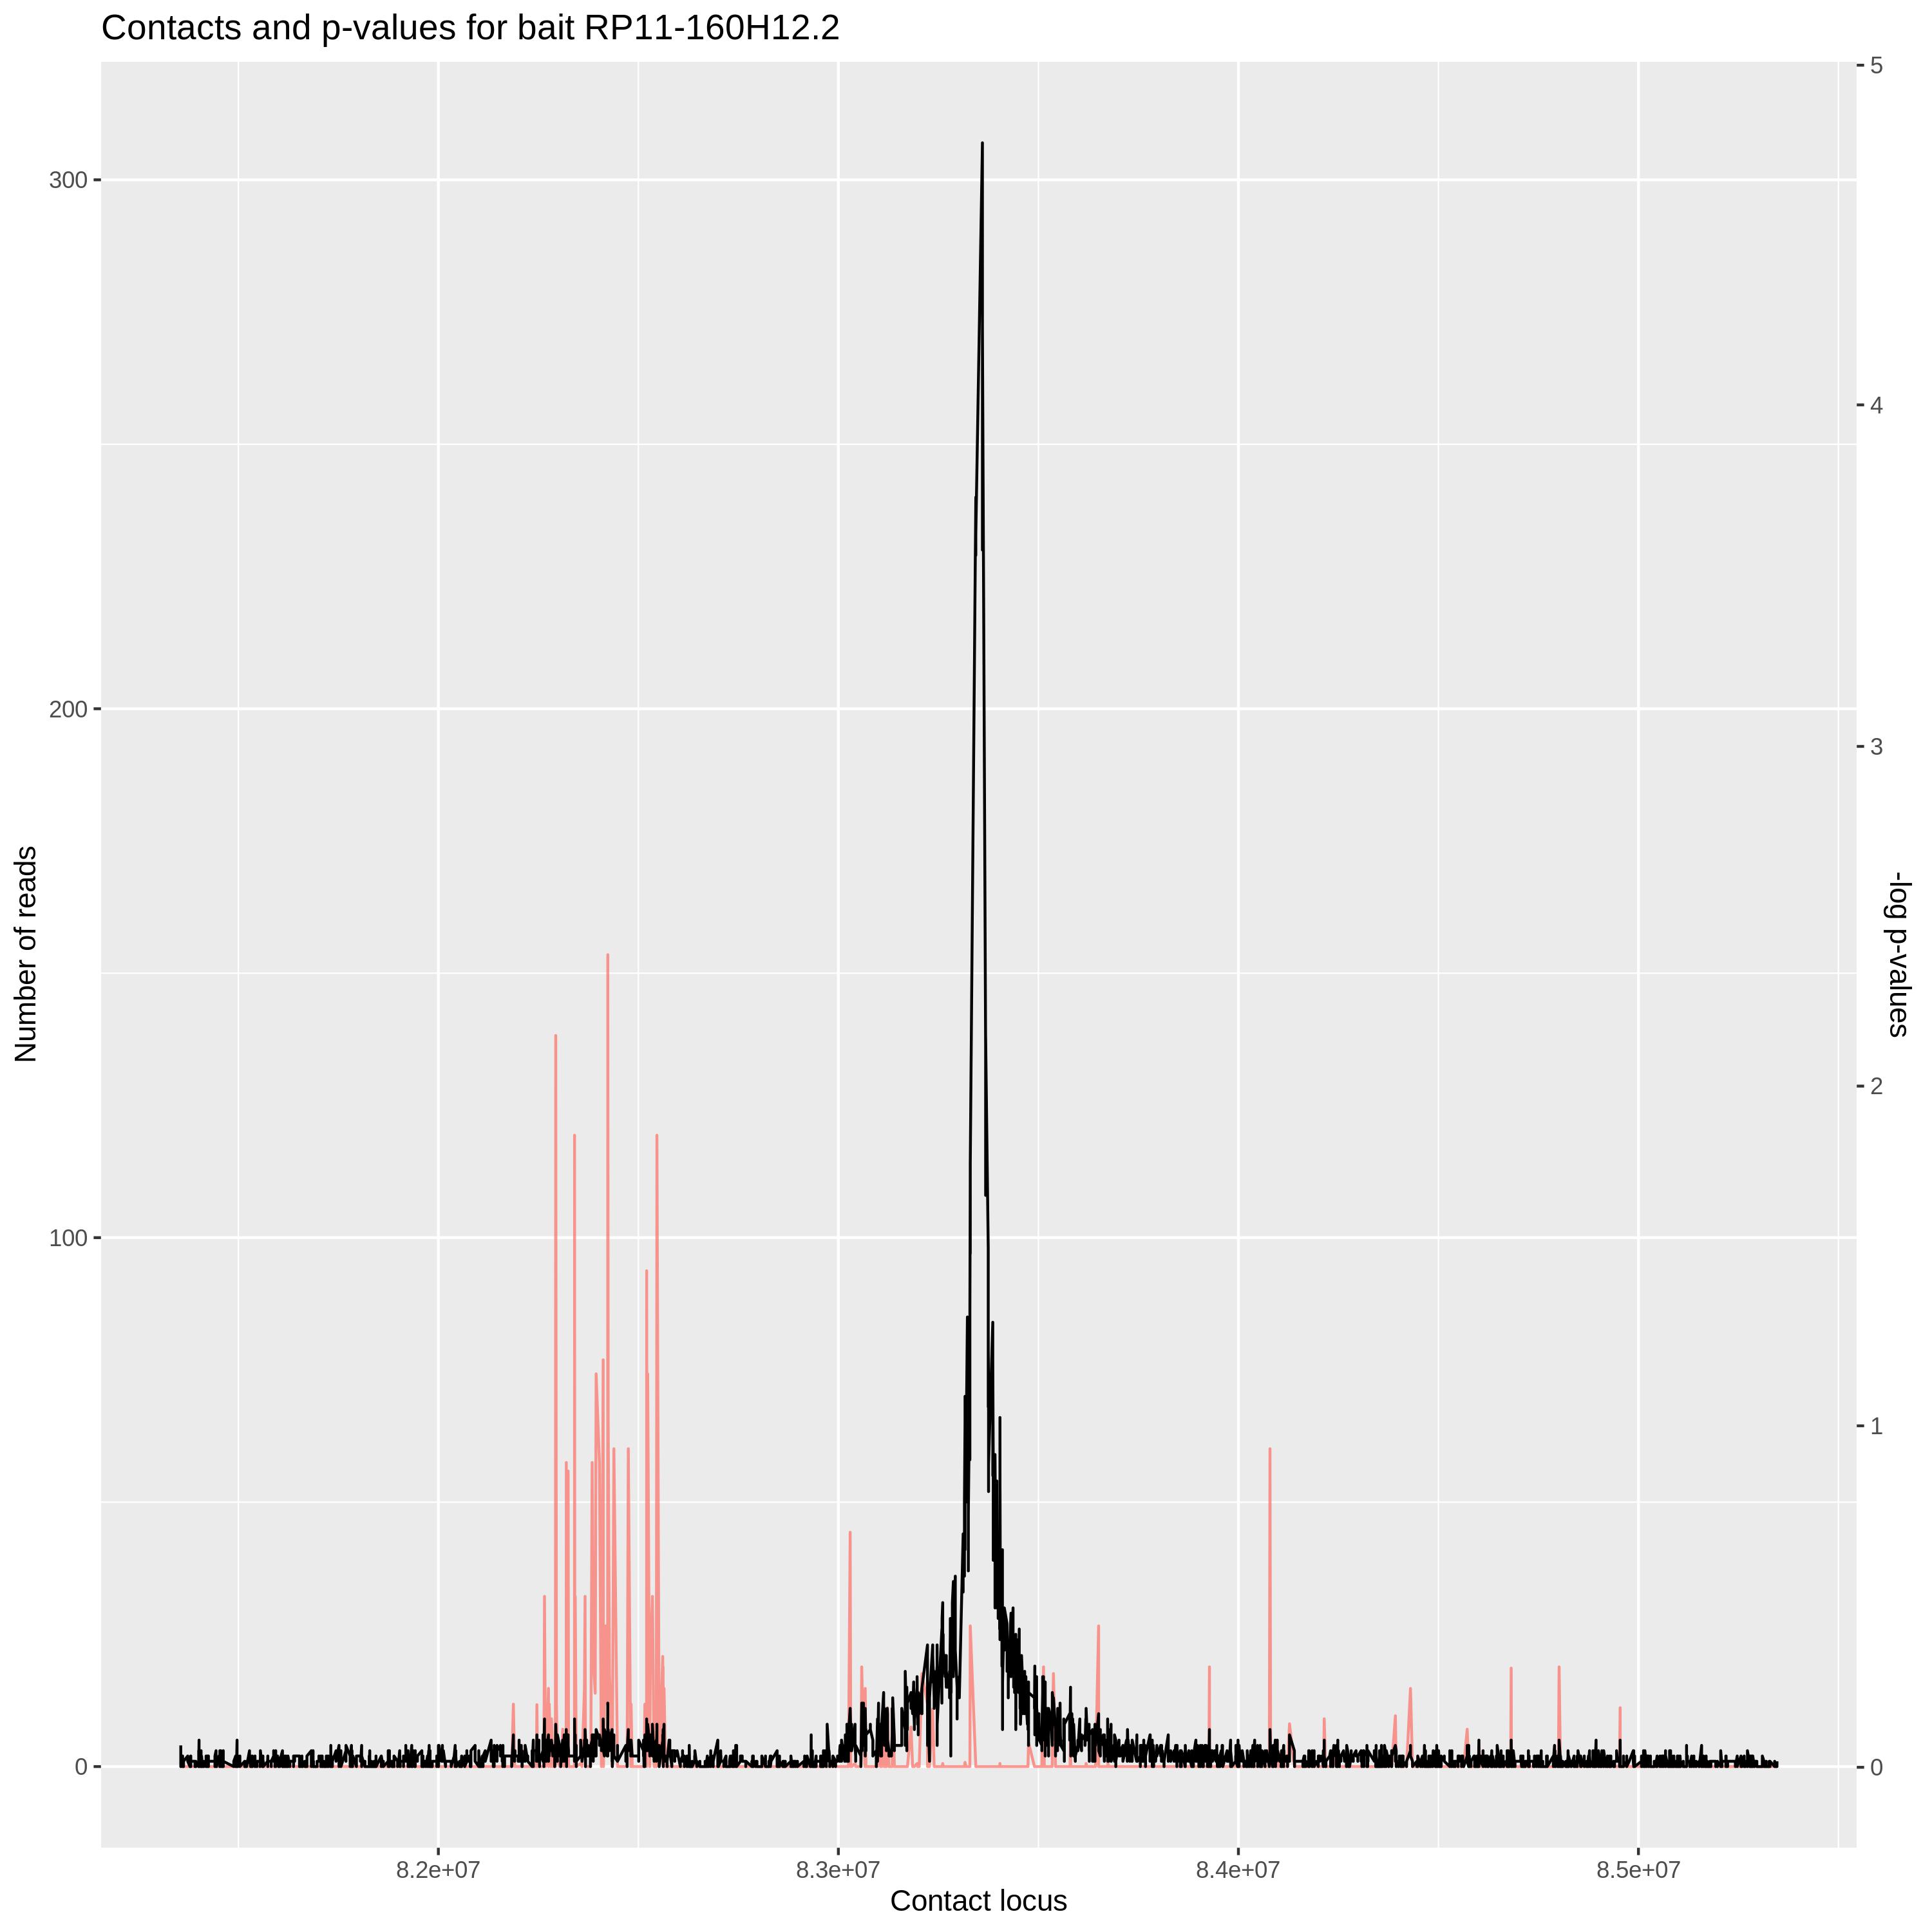 Contacts and p-values for bait RP11-160H12.2
300
200
100
0
Number of reads
5
4
3
2
1
0
-log p-values
8.2e+07
8.3e+07
8.4e+07
8.5e+07
Contact locus